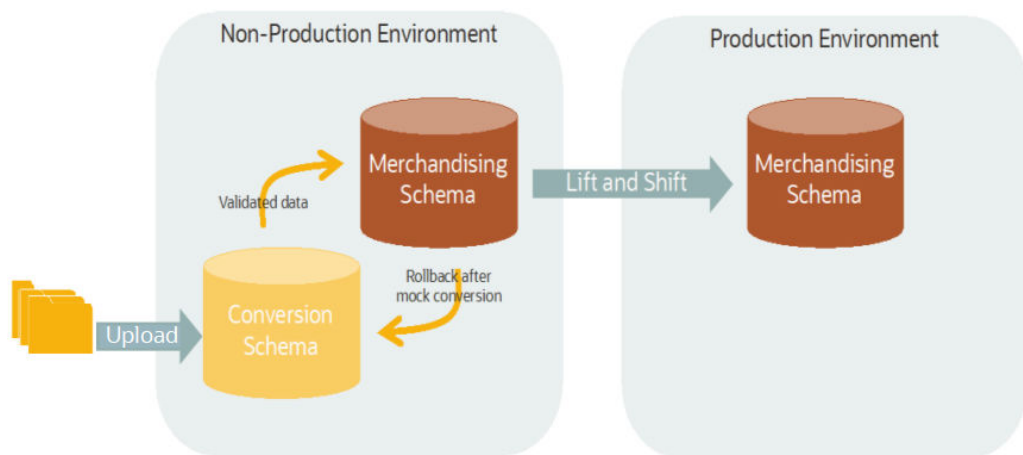 Non-Production Environment
Production Environment
Merchandising
Schema
Merchandising
Schema
Lift and Shift
Validated data
Rollback after
mock conversion
Conversion
Schema
Upload